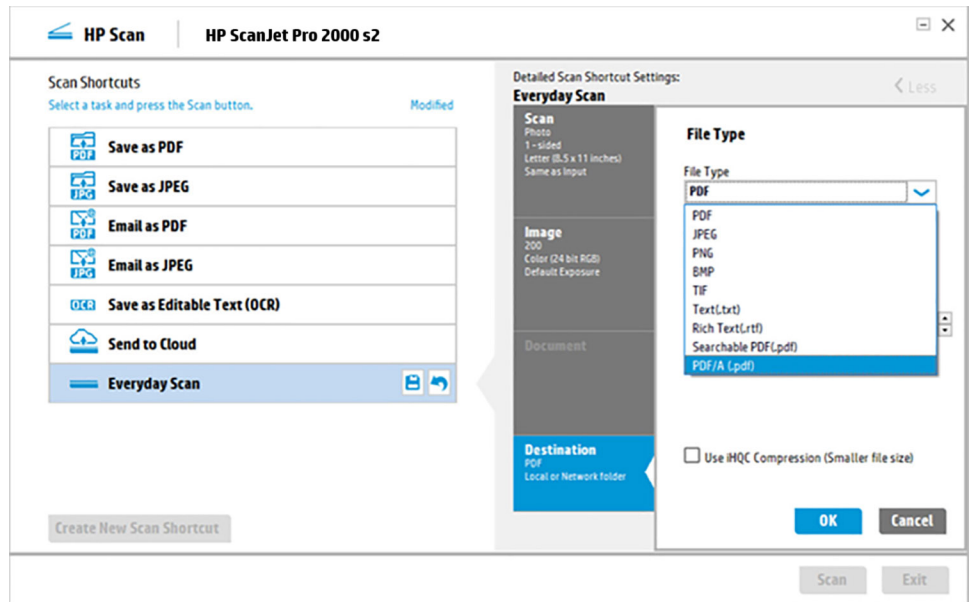 HP Scan
HP ScanJet Pro 2000 s2
Scan Shortcuts
Select a task and press the Scan button.
Modified
PDF
Save as PDF
JPG
Save as JPEG
PDF
Email as PDF
JPG
Email as JPEG
OCR
Save as Editable Text (OCR)
Send to Cloud
Everyday Scan
Create New Scan Shortcut
Detailed Scan Shortcut Settings:
Everyday Scan
< Less
Scan
Photo
1-sided
Letter (8.5 x 11 inches)
Same as Input
Image
200
Color (24 bit RGB)
Default Exposure
Document
Destination
PDF
Local or Network folder
File Type
File Type
PDF
PDF
JPEG
PNG
BMP
TIF
Text(.txt)
Rich Text(.rtf)
Searchable PDF(.pdf)
PDF/A (.pdf)
Use iHQC Compression (Smaller file size)
OK
Cancel
Scan
Exit